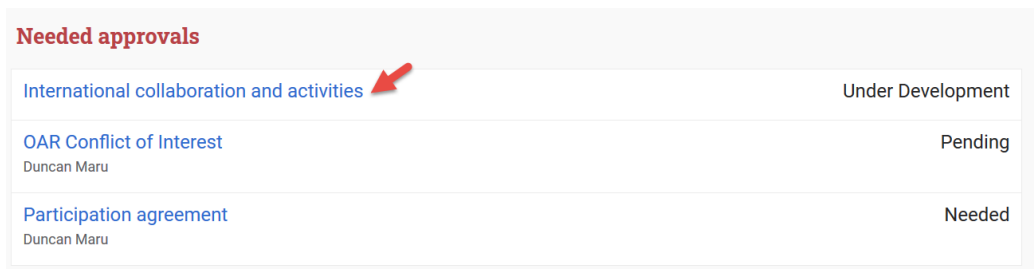 Needed approvals
International collaboration and activities Under Development
OAR Conflict of Interest Pending
Duncan Maru
Participation agreement Needed
Duncan Maru